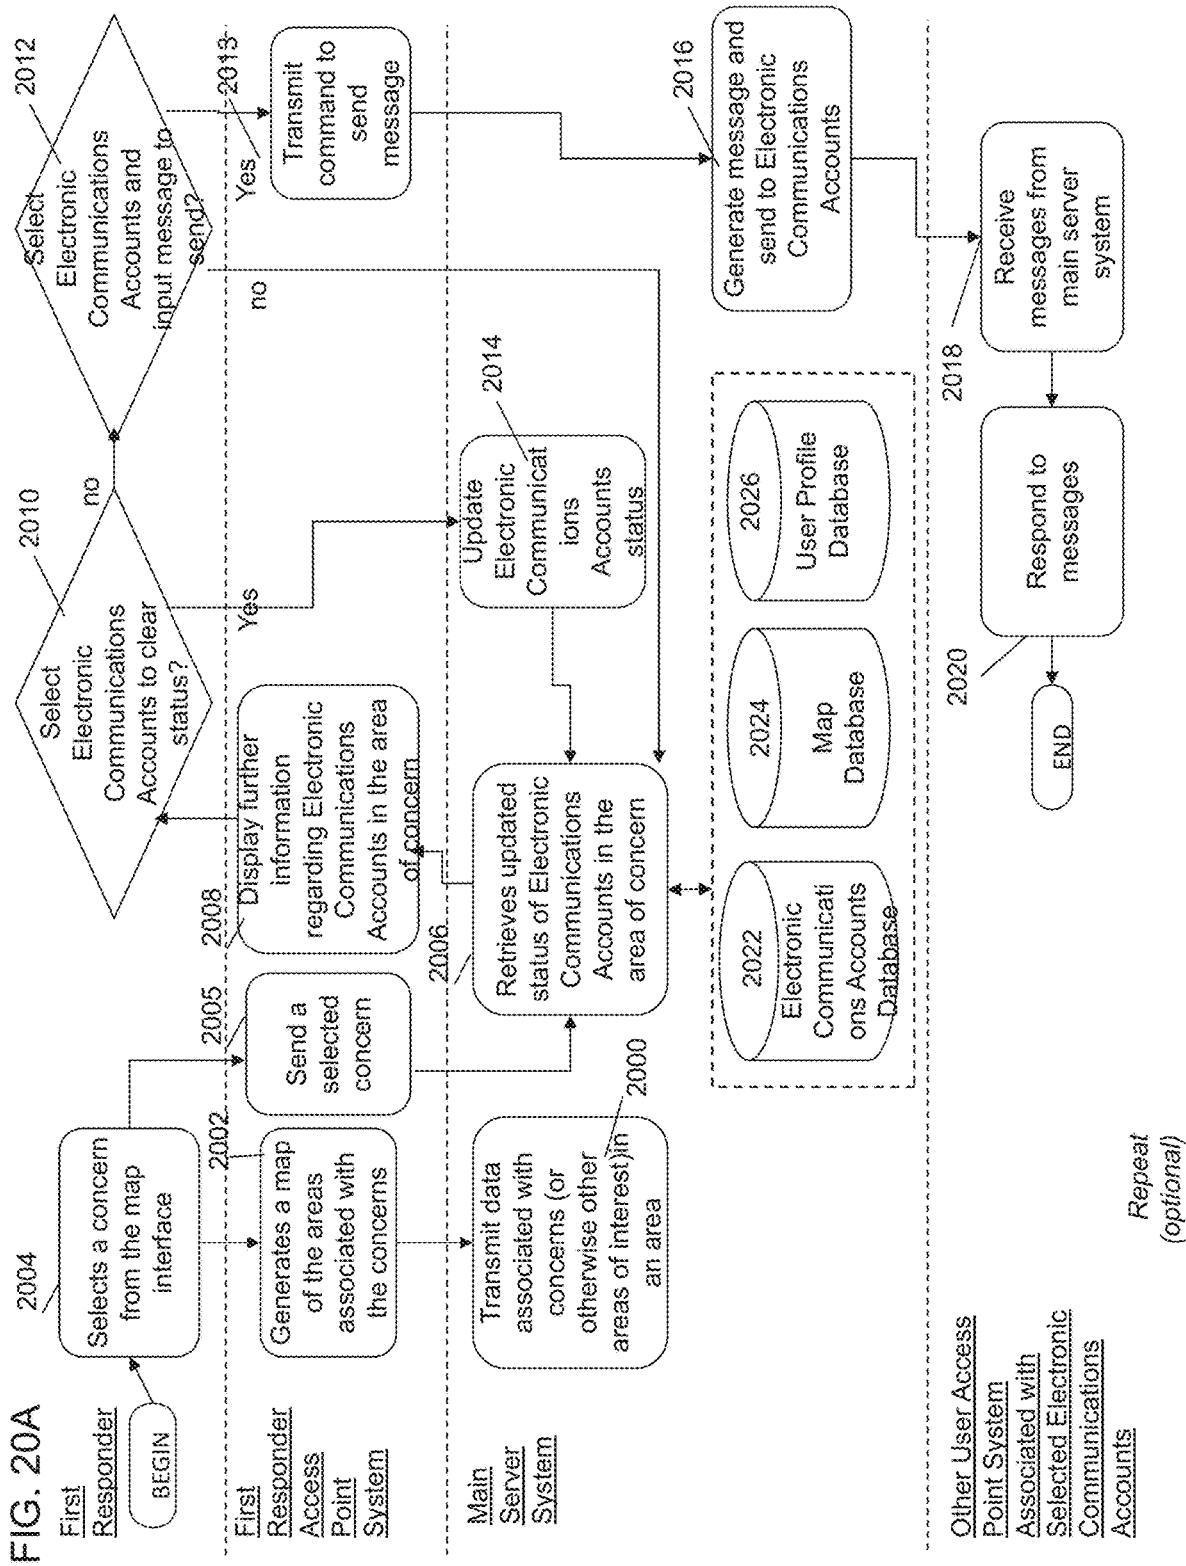 FIG. 20A
First
Responder
BEGIN
2004
Selects a concern
from the map
interface
2010
Select
Electronic
Communications
Accounts to clear
status?
no
2012
Select
Electronic
Communications
Accounts and
input message to
send?
First
Responder
Access
Point
System
2002
Generates a map
of the areas
associated with
the concerns
2005
Send a
selected
concern
2008
Display further
information
regarding Electronic
Communications
Accounts in the area
of concern
Yes
no
Yes
2013
Transmit
command to
send
message
Main
Server
System
Transmit data
associated with
concerns (or
otherwise other
areas of interest)in
an area
2000
2006
Retrieves updated
status of Electronic
Communications
Accounts in the
area of concern
Update
Electronic
Communicat
ions
Accounts
status
2014
2016
Generate message and
send to Electronic
Communications
Accounts
2022
Electronic
Communicati
ons Accounts
Database
2024
Map
Database
2026
User Profile
Database
Other User Access
Point System
Associated with
Selected Electronic
Communications
Accounts
2018
Receive
messages from
main server
system
2020
Respond to
messages
END
Repeat
(optional)